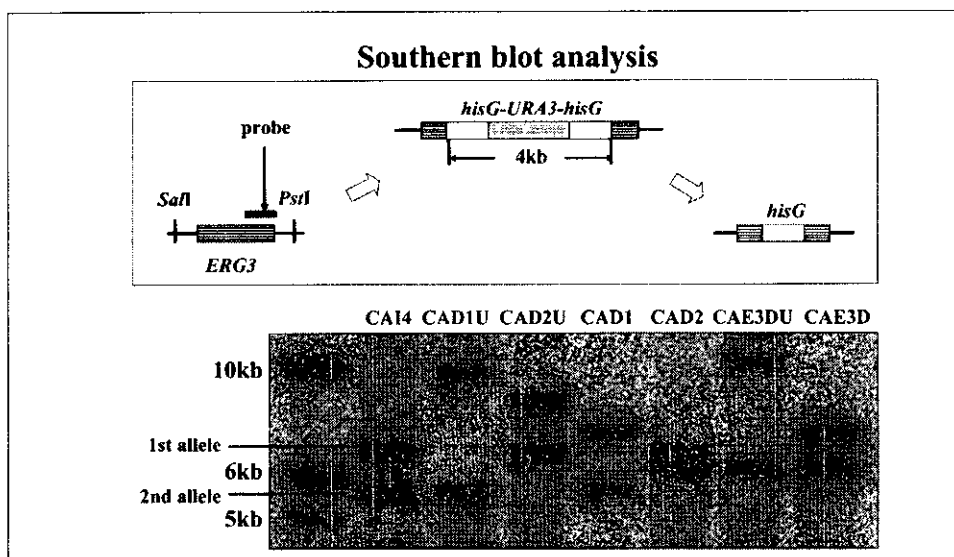 Southern blot analysis
hisG-URA3-hisG
probe
4kb
SalI
PstI
hisG
ERG3
CAI4 CAD1U CAD2U CAD1 CAD2 CAE3DU CAE3D
10kb
1st allele
6kb
2nd allele
5kb